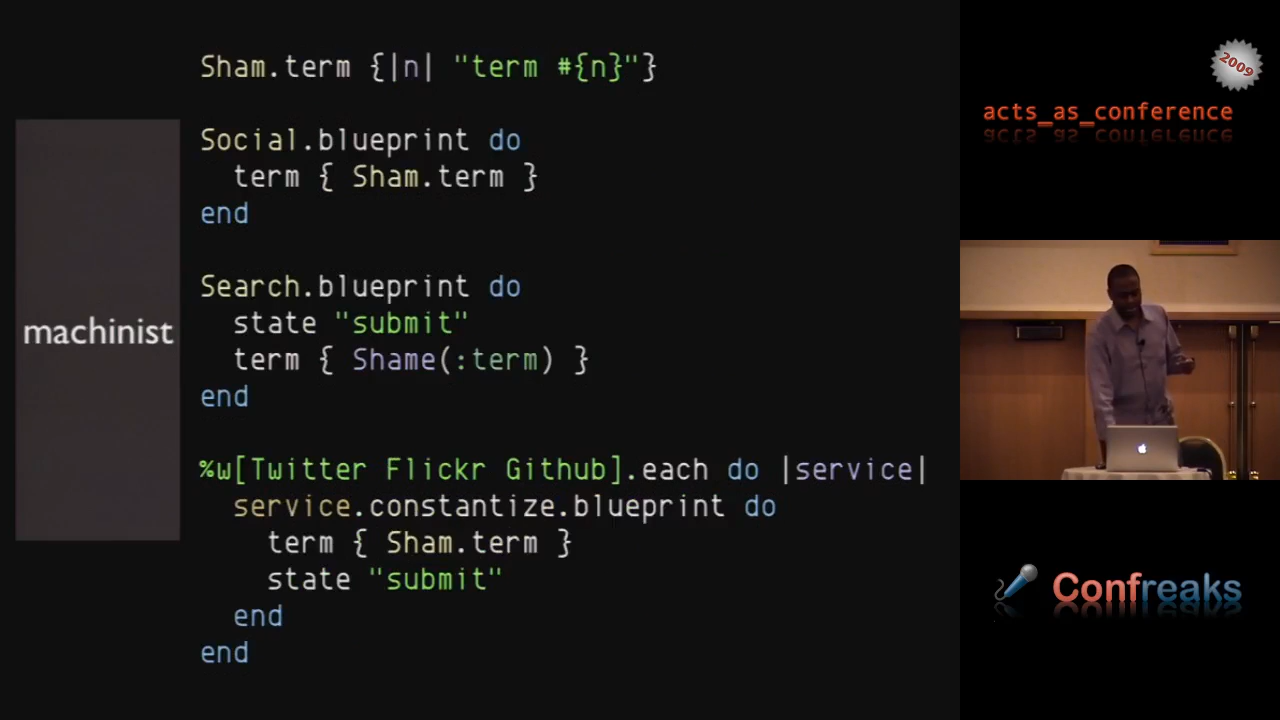 Sham.term {|n| "term #{n}"}
Social.blueprint do
  term { Sham.term }
end
Search.blueprint do
  state "submit"
  term { Shame(:term) }
end
%w[Twitter Flickr Github].each do |service|
  service.constantize.blueprint do
    term { Sham.term }
    state "submit"
  end
end
machinist
2009
acts_as_conference
Confreaks